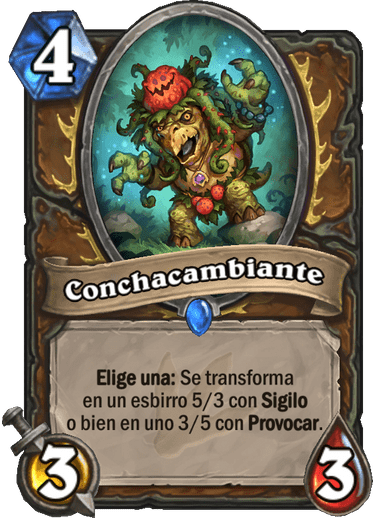 4
Conchacambiante
Elige una: Se transforma
en un esbirro 5/3 con Sigilo
o bien en uno 3/5 con Provocar.
3
3